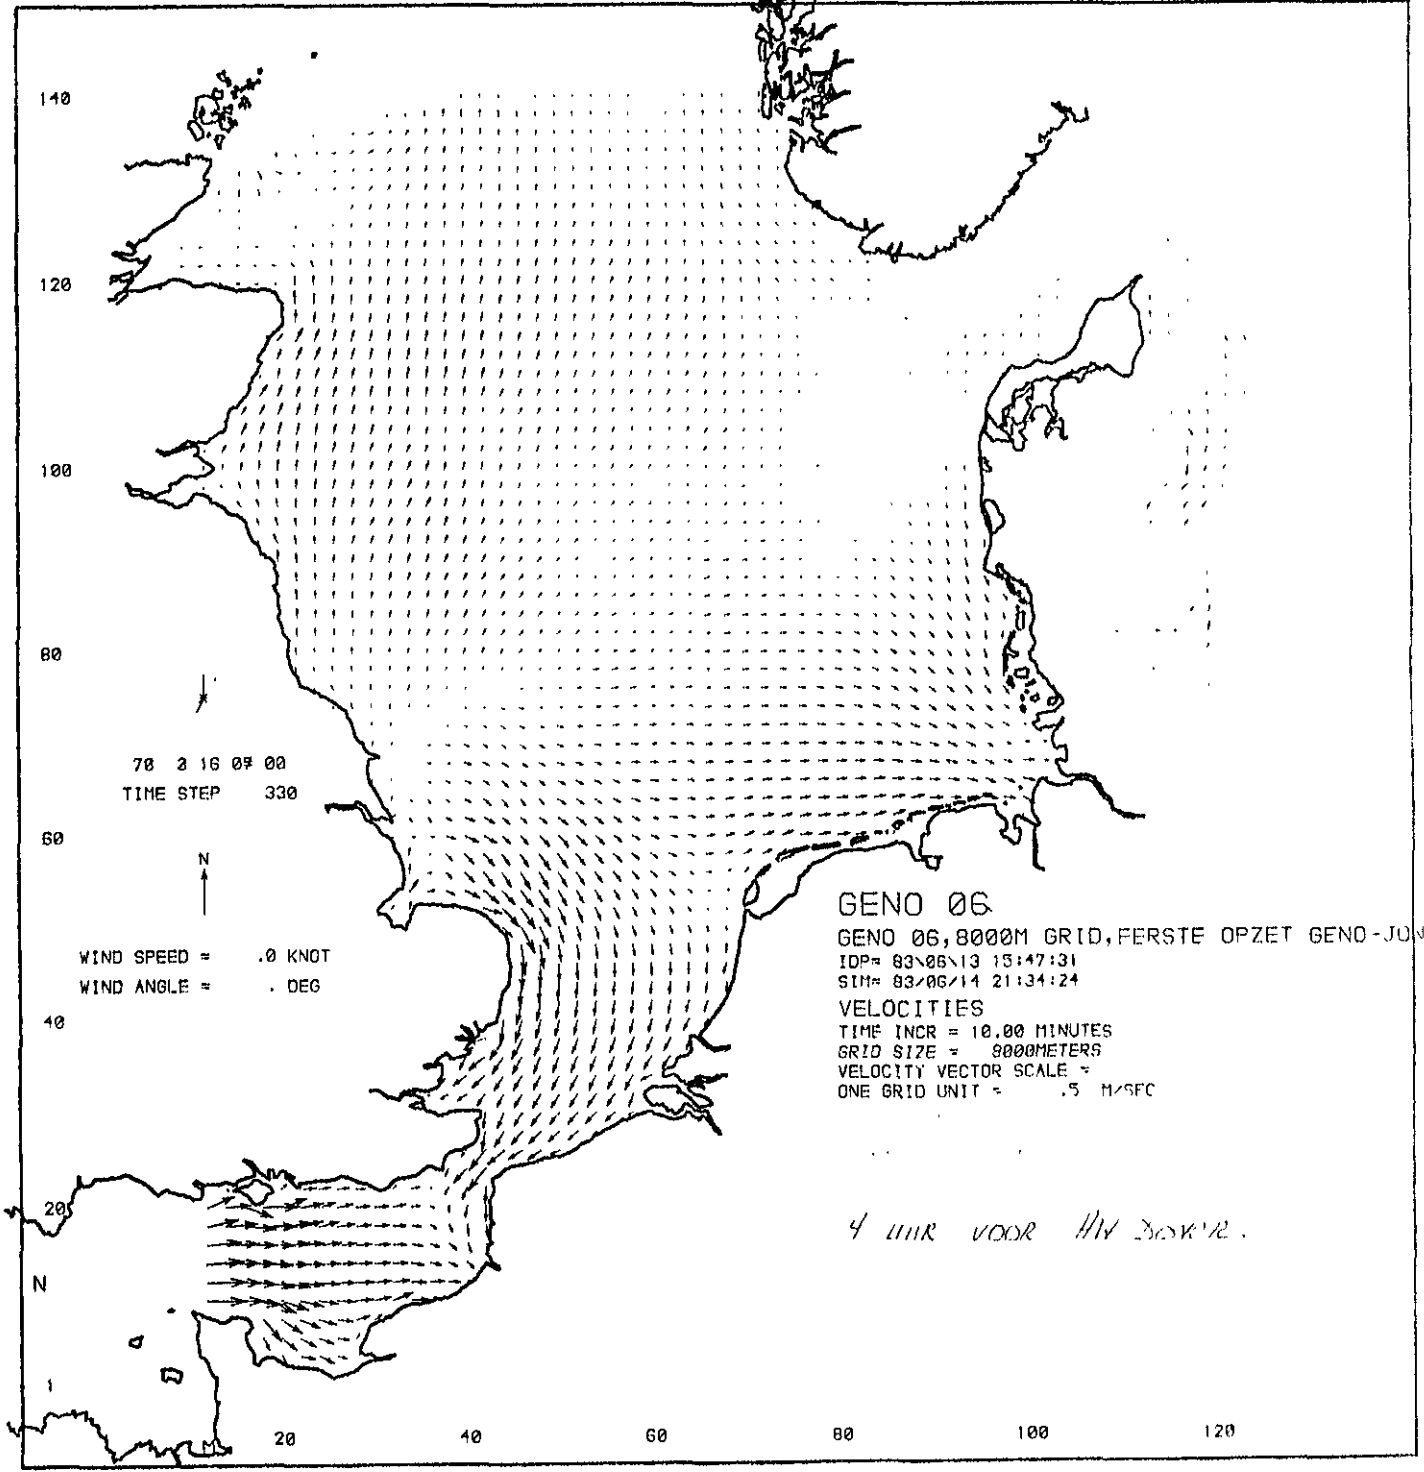 140
120
100
80
70 2 16 07 00
TIME STEP 330
60
N
WIND SPEED = .0 KNOT
WIND ANGLE = . DEG
40
20
N
1
20 40 60 80 100 120
GENO 06
GENO 06,8000M GRID,FERSTE OPZET GENO-JUN
IDP= 83\06\13 15:47:31
SIM= 83/06/14 21:34:24
VELOCITIES
TIME INCR = 10.00 MINUTES
GRID SIZE = 8000METERS
VELOCITY VECTOR SCALE =
ONE GRID UNIT = .5 M/SEC
4 UUR VOOR HW DOVER.